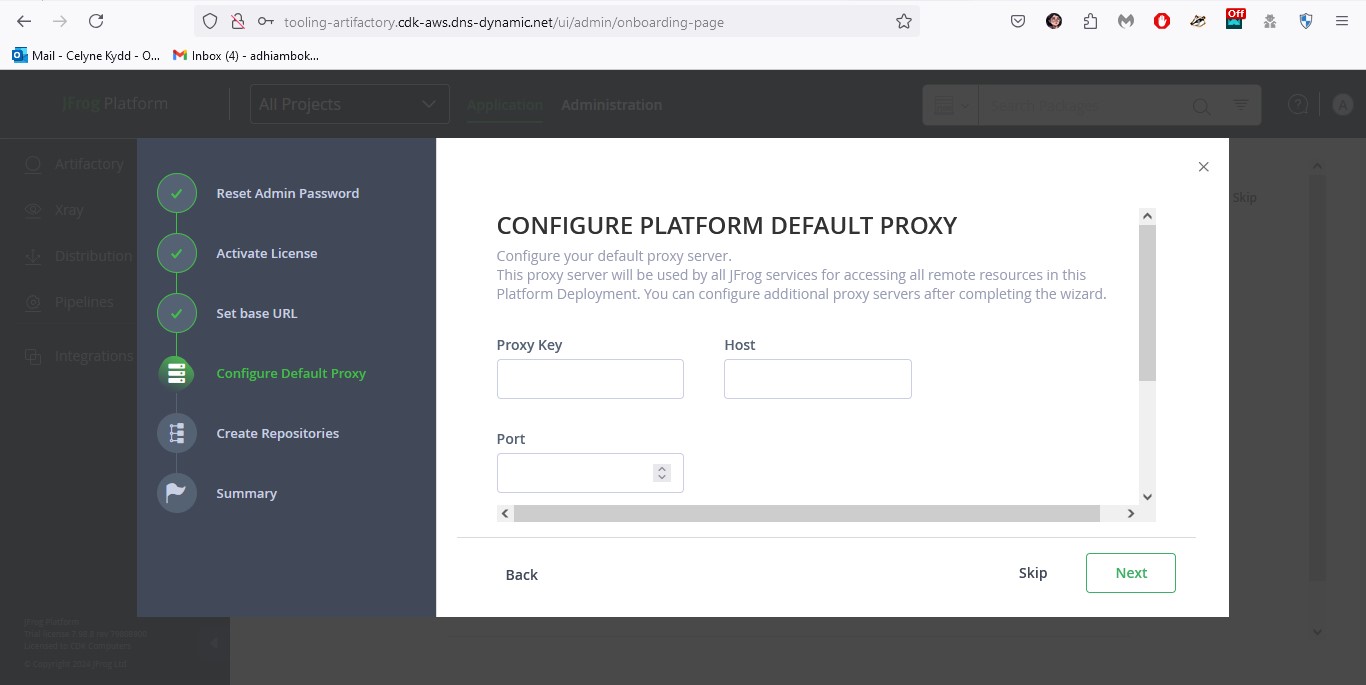 tooling-artifactory.cdk-aws.dns-dynamic.net/ui/admin/onboarding-page
Off
Mail - Celyne Kydd - O...
Inbox (4) - adhiambok...
JFrog Platform
All Projects
Application
Administration
Search Packages
?
A
Artifactory
Xray
Distribution
Pipelines
Integrations
Skip
Reset Admin Password
Activate License
Set base URL
Configure Default Proxy
Create Repositories
Summary
CONFIGURE PLATFORM DEFAULT PROXY
Configure your default proxy server.
This proxy server will be used by all JFrog services for accessing all remote resources in this
Platform Deployment. You can configure additional proxy servers after completing the wizard.
Proxy Key
Host
Port
Back
Skip
Next
JFrog Platform